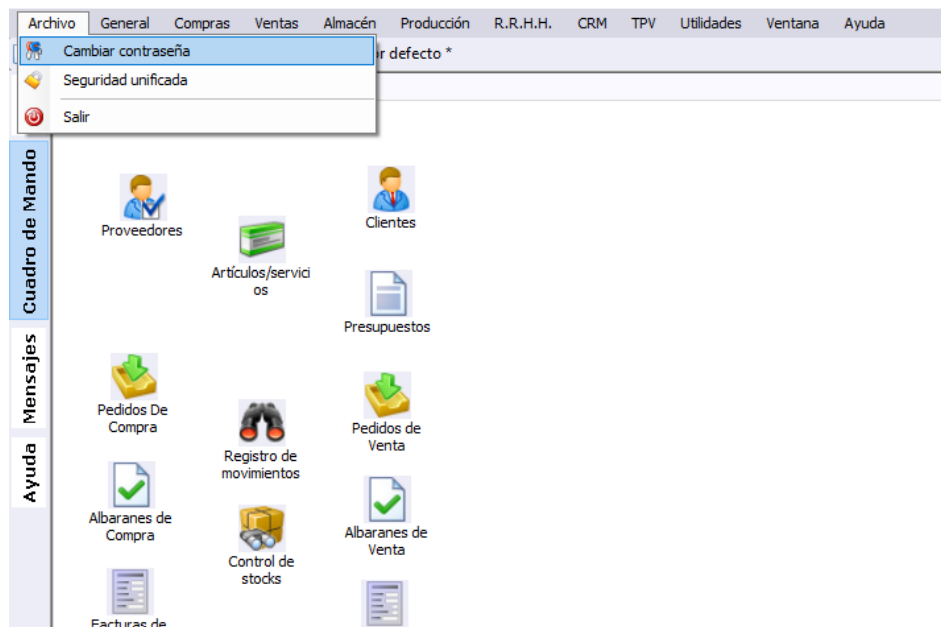 Archivo General Compras Ventas Almacén Producción R.R.H.H. CRM TPV Utilidades Ventana Ayuda
Cambiar contraseña
defecto *
Seguridad unificada
Salir
Cuadro de Mando
Mensajes
Ayuda
Proveedores
Clientes
Artículos/servici
os
Presupuestos
Pedidos De
Compra
Pedidos de
Venta
Registro de
movimientos
Albaranes de
Compra
Albaranes de
Venta
Control de
stocks
Facturas de